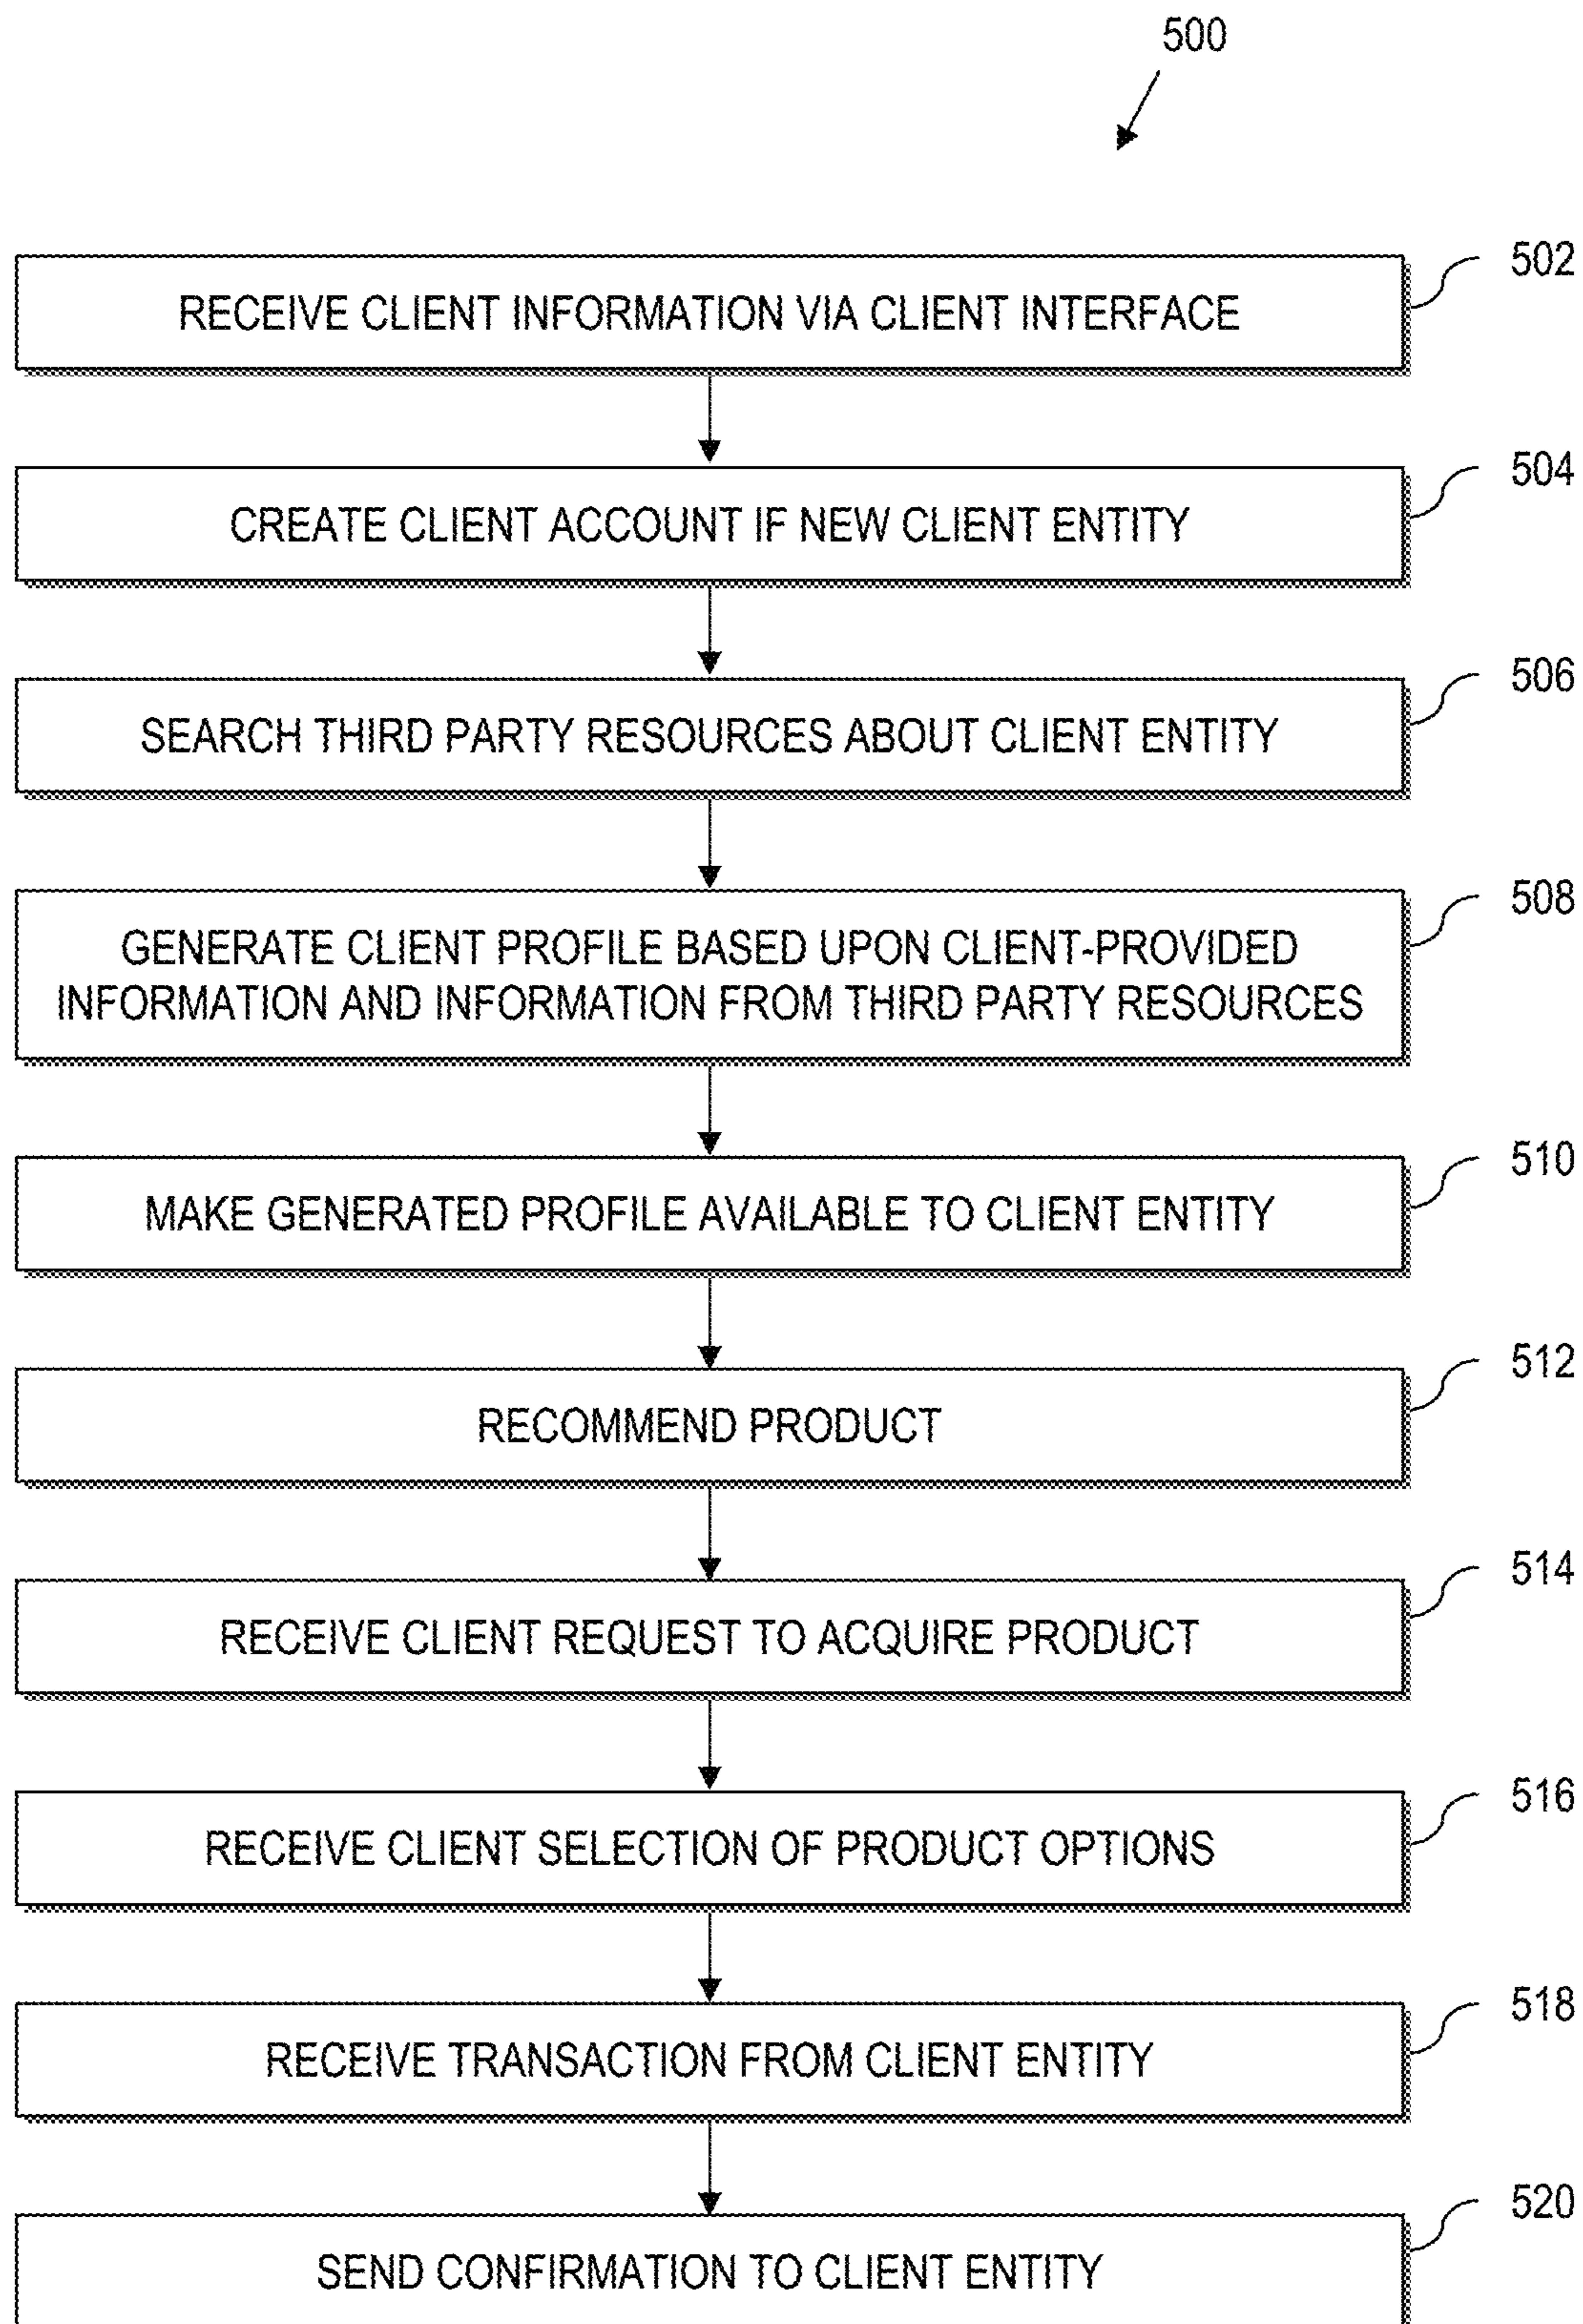 500
RECEIVE CLIENT INFORMATION VIA CLIENT INTERFACE
502
CREATE CLIENT ACCOUNT IF NEW CLIENT ENTITY
504
SEARCH THIRD PARTY RESOURCES ABOUT CLIENT ENTITY
506
GENERATE CLIENT PROFILE BASED UPON CLIENT-PROVIDED
INFORMATION AND INFORMATION FROM THIRD PARTY RESOURCES
508
MAKE GENERATED PROFILE AVAILABLE TO CLIENT ENTITY
510
RECOMMEND PRODUCT
512
RECEIVE CLIENT REQUEST TO ACQUIRE PRODUCT
514
RECEIVE CLIENT SELECTION OF PRODUCT OPTIONS
516
RECEIVE TRANSACTION FROM CLIENT ENTITY
518
SEND CONFIRMATION TO CLIENT ENTITY
520